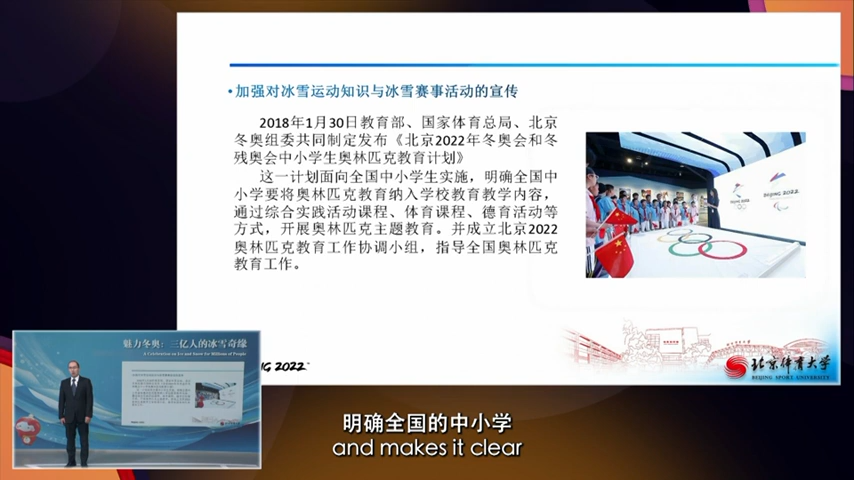 •加强对冰雪运动知识与冰雪赛事活动的宣传
2018年1月30日教育部、国家体育总局、北京
冬奥组委共同制定发布《北京2022年冬奥会和冬
残奥会中小学生奥林匹克教育计划》
这一计划面向全国中小学生实施，明确全国中
小学要将奥林匹克教育纳入学校教育教学内容，
通过综合实践活动课程、体育课程、德育活动等
方式，开展奥林匹克主题教育。并成立北京2022
奥林匹克教育工作协调小组，指导全国奥林匹克
教育工作。
BEIJING 2022
北京体育大学
BEIJING SPORT UNIVERSITY
魅力冬奥：三亿人的冰雪奇缘
A Celebration on Ice and Snow for Millions of People
NG 2022™
明确全国的中小学
and makes it clear